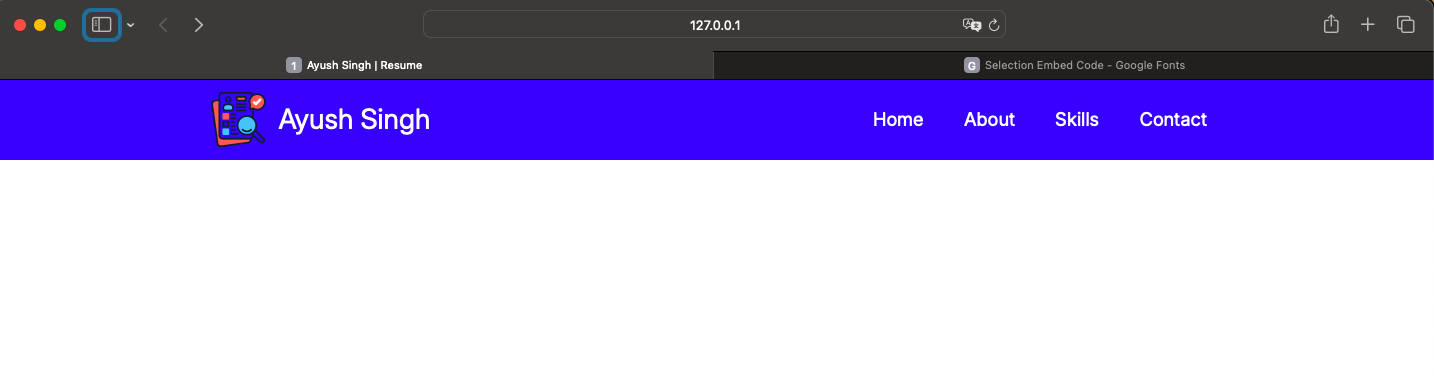 127.0.0.1
1 Ayush Singh | Resume
G Selection Embed Code - Google Fonts
Ayush Singh Home About Skills Contact